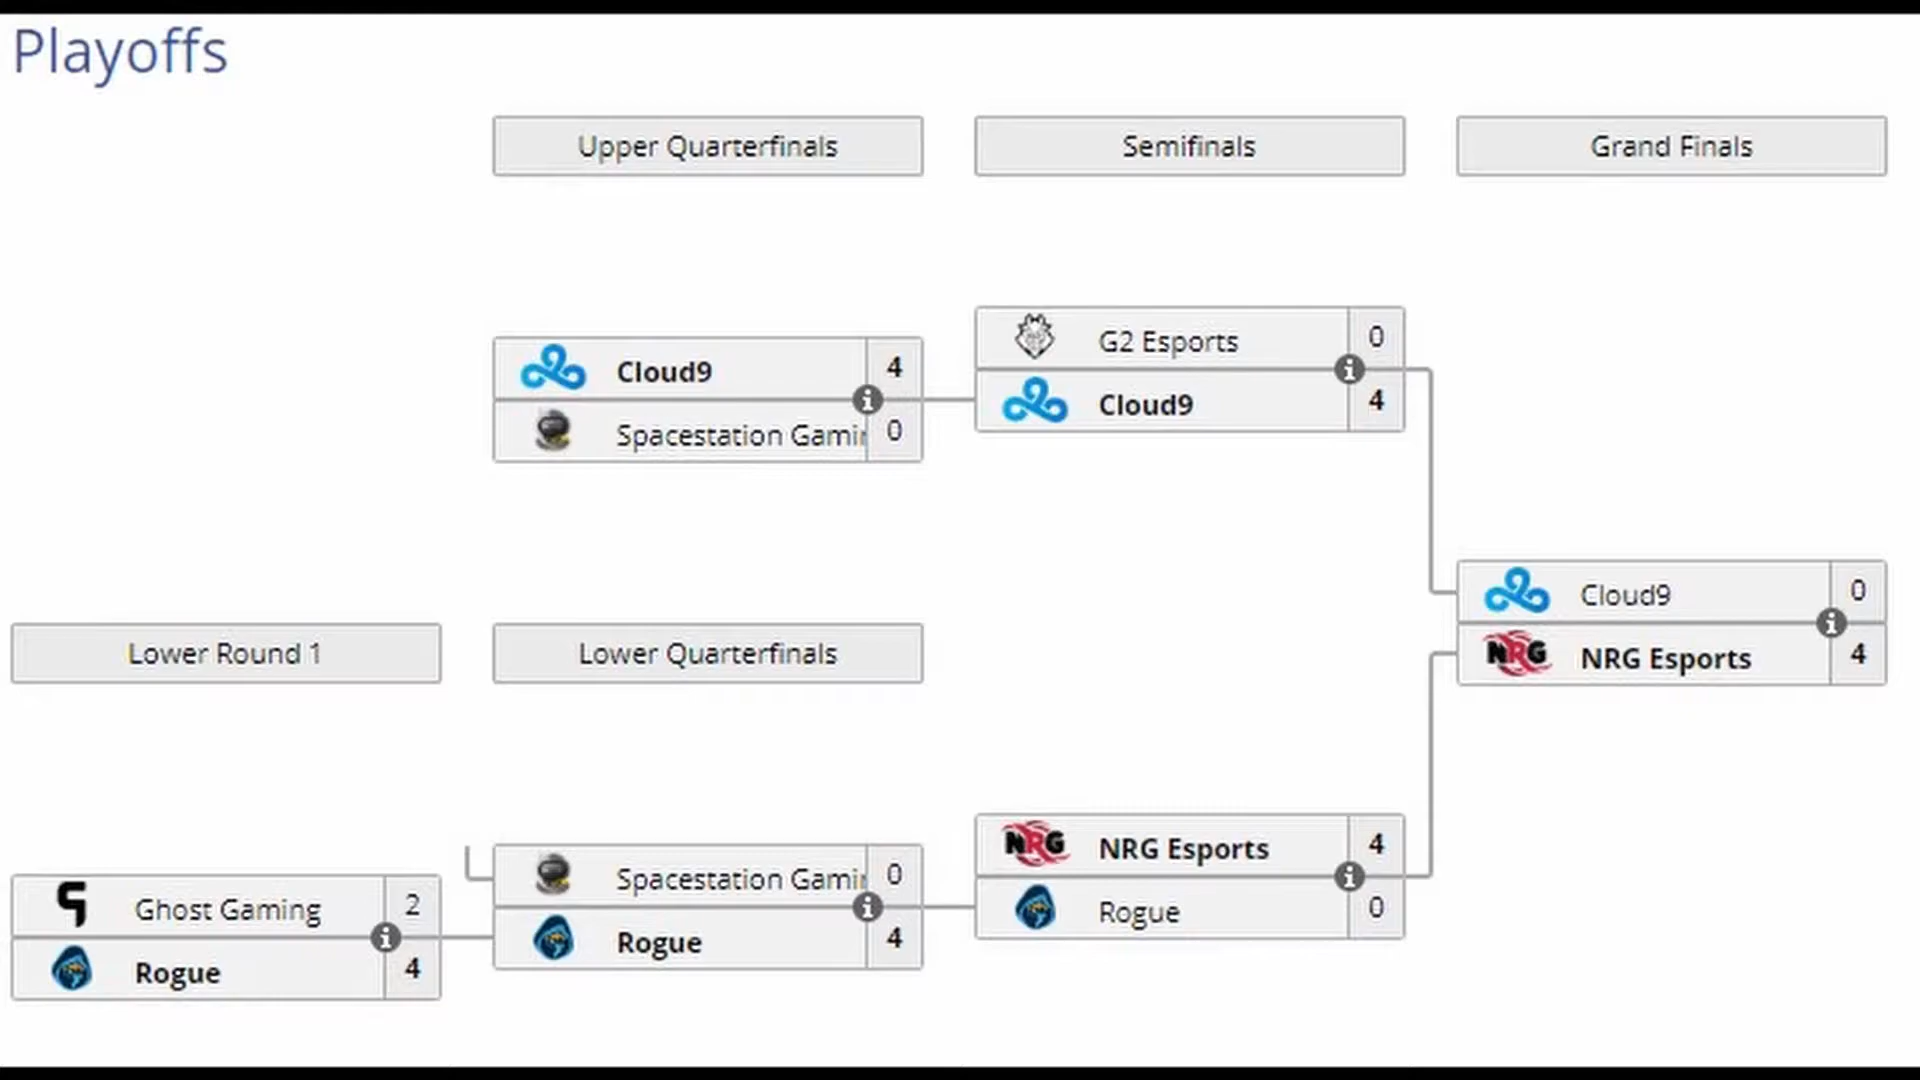 Playoffs
Upper Quarterfinals
Semifinals
Grand Finals
G2 Esports 0
Cloud9 4
Cloud9 4
Spacestation Gamin 0
Cloud9 0
NRG Esports 4
Lower Round 1
Lower Quarterfinals
NRG Esports 4
Rogue 0
Spacestation Gamin 0
Rogue 4
Ghost Gaming 2
Rogue 4